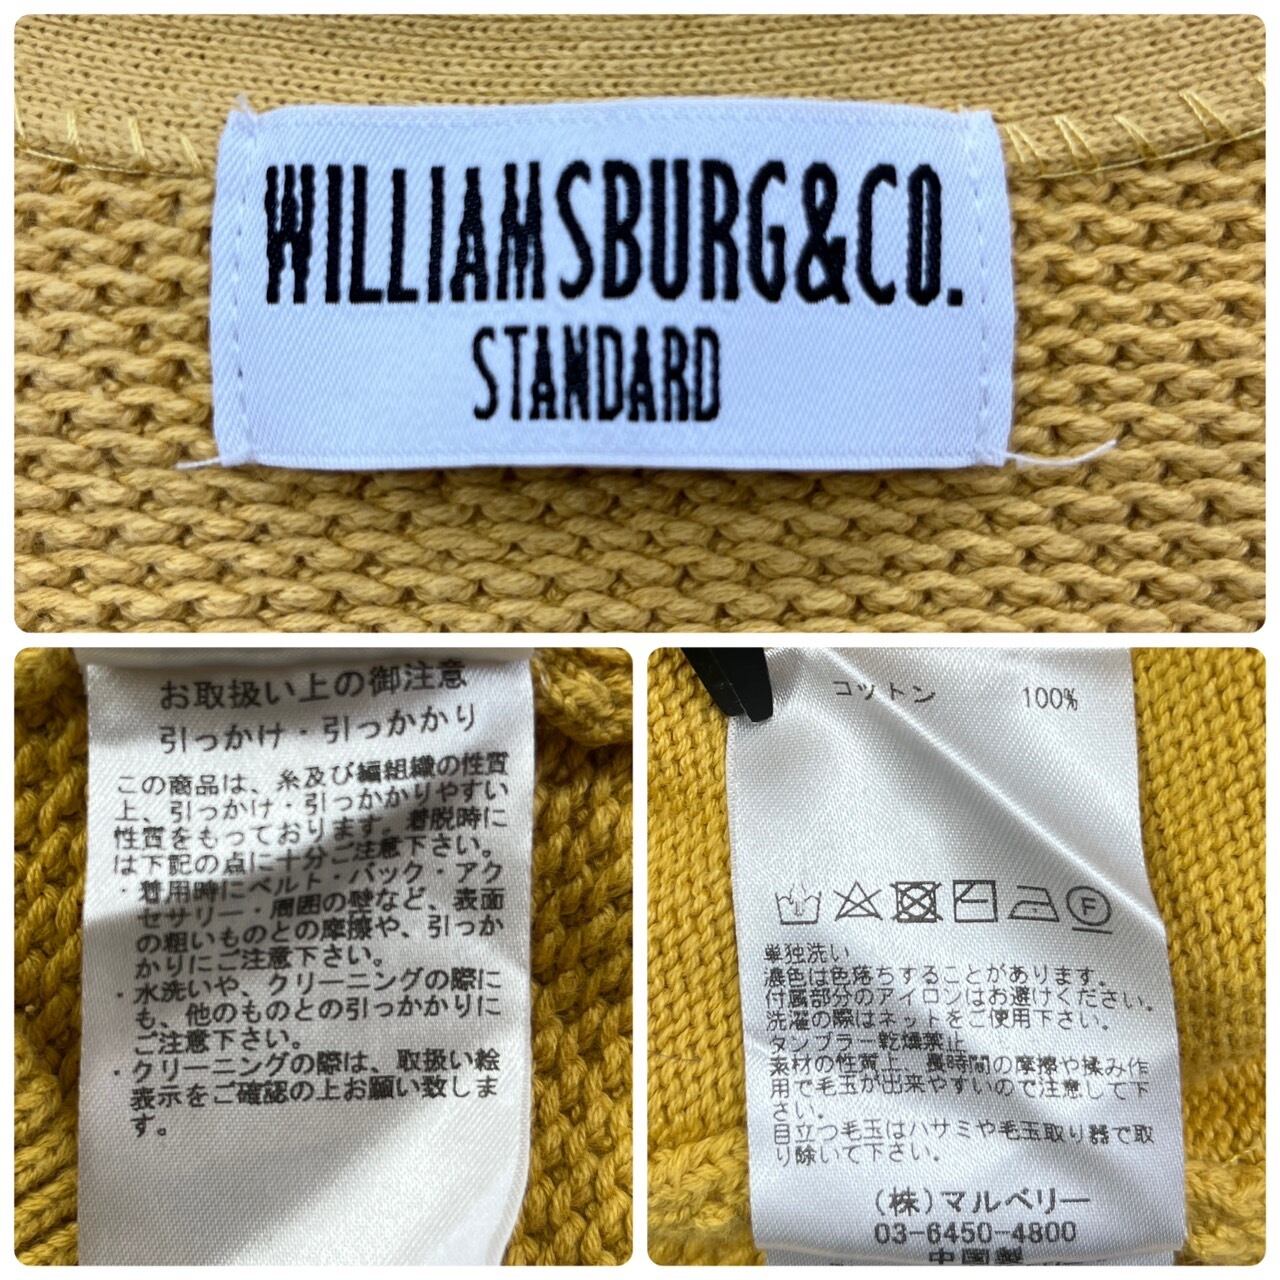 WILLIAMSBURG&CO.
STANDARD
お取扱い上の御注意
引っかけ・引っかかり
この商品は、糸及び編組織の性質
上、引っかけ・引っかかりやすい
性質をもっております。着脱時に
は下記の点に十分ご注意下さい。
・着用時にベルト・バック・アク
セサリー・周囲の壁など、表面
の粗いものとの摩擦や、引っか
かりにご注意下さい。
・水洗いや、クリーニングの際に
も、他のものとの引っかかりに
ご注意下さい。
・クリーニングの際は、取扱い絵
表示をご確認の上お願い致しま
す。
コットン 100%
単独洗い
濃色は色落ちすることがあります。
付属部分のアイロンはお避けください。
洗濯の際はネットをご使用下さい。
タンブラー乾燥禁止
素材の性質上、長時間の摩擦や揉み作
用で毛玉が出来やすいので注意して下
さい。
目立つ毛玉はハサミや毛玉取り器で取
り除いて下さい。
(株)マルベリー
03-6450-4800
中国製